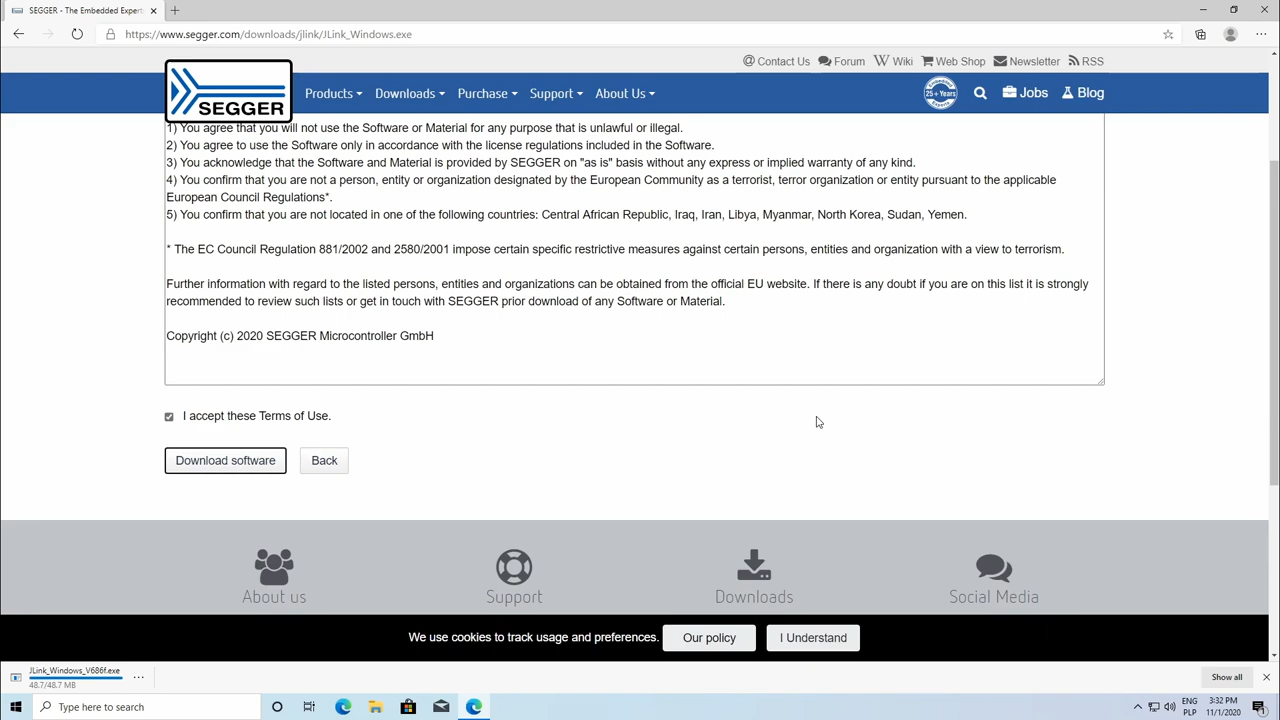 SEGGER - The Embedded Expert
https://www.segger.com/downloads/jlink/JLink_Windows.exe
Contact Us Forum Wiki Web Shop Newsletter RSS
SEGGER
Products Downloads Purchase Support About Us
25+ Years
Jobs Blog
1) You agree that you will not use the Software or Material for any purpose that is unlawful or illegal.
2) You agree to use the Software only in accordance with the license regulations included in the Software.
3) You acknowledge that the Software and Material is provided by SEGGER on "as is" basis without any express or implied warranty of any kind.
4) You confirm that you are not a person, entity or organization designated by the European Community as a terrorist, terror organization or entity pursuant to the applicable
European Council Regulations*.
5) You confirm that you are not located in one of the following countries: Central African Republic, Iraq, Iran, Libya, Myanmar, North Korea, Sudan, Yemen.
* The EC Council Regulation 881/2002 and 2580/2001 impose certain specific restrictive measures against certain persons, entities and organization with a view to terrorism.
Further information with regard to the listed persons, entities and organizations can be obtained from the official EU website. If there is any doubt if you are on this list it is strongly
recommended to review such lists or get in touch with SEGGER prior download of any Software or Material.
Copyright (c) 2020 SEGGER Microcontroller GmbH
I accept these Terms of Use.
Download software Back
About us Support Downloads Social Media
We use cookies to track usage and preferences. Our policy I Understand
JLink_Windows_V686f.exe
48.7/48.7 MB
Show all
Type here to search
ENG 3:32 PM
PLP 11/1/2020